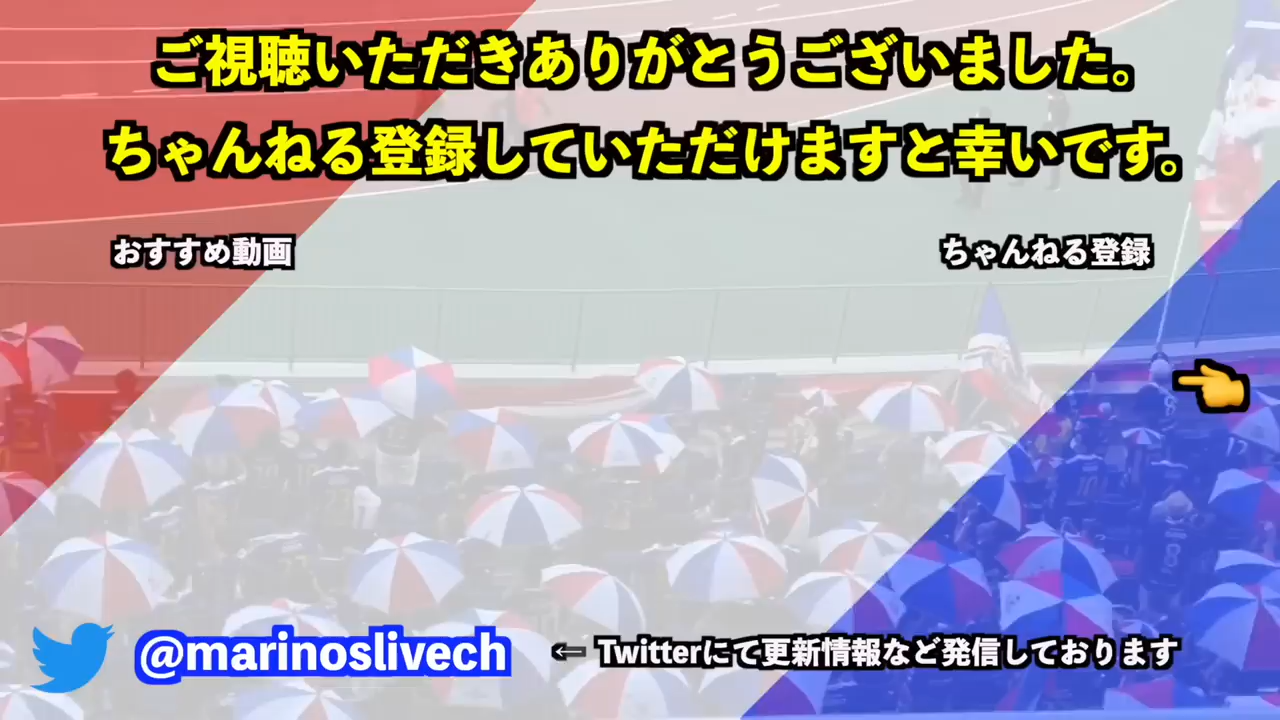 ご視聴いただきありがとうございました。
ちゃんねる登録していただけますと幸いです。
おすすめ動画
ちゃんねる登録
@marinoslivech
← Twitterにて更新情報など発信しております